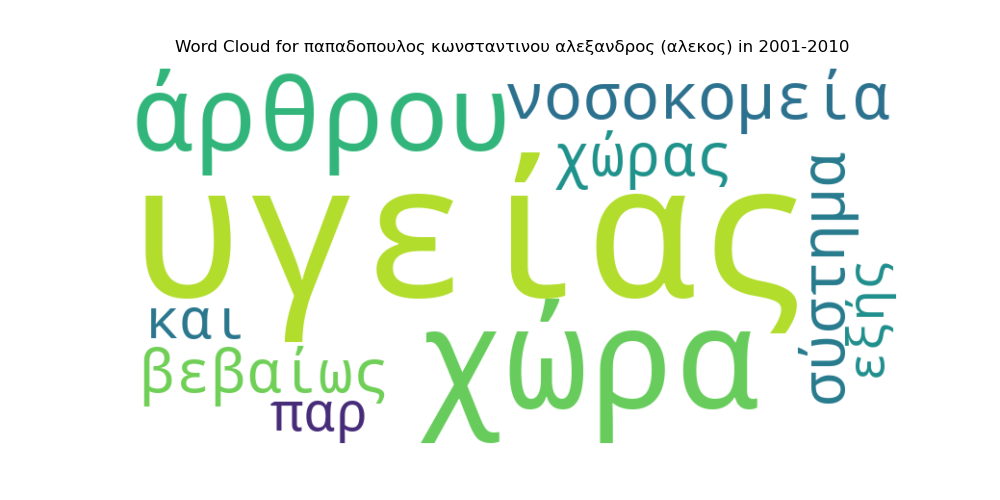 Word Cloud for παπαδοπουλος κωνσταντινου αλεξανδρος (αλεκος) in 2001-2010
άρθρου
νοσοκομεία
χώρας
υγείας
σύστημα
εξής
και
χώρα
βεβαίως
παρ